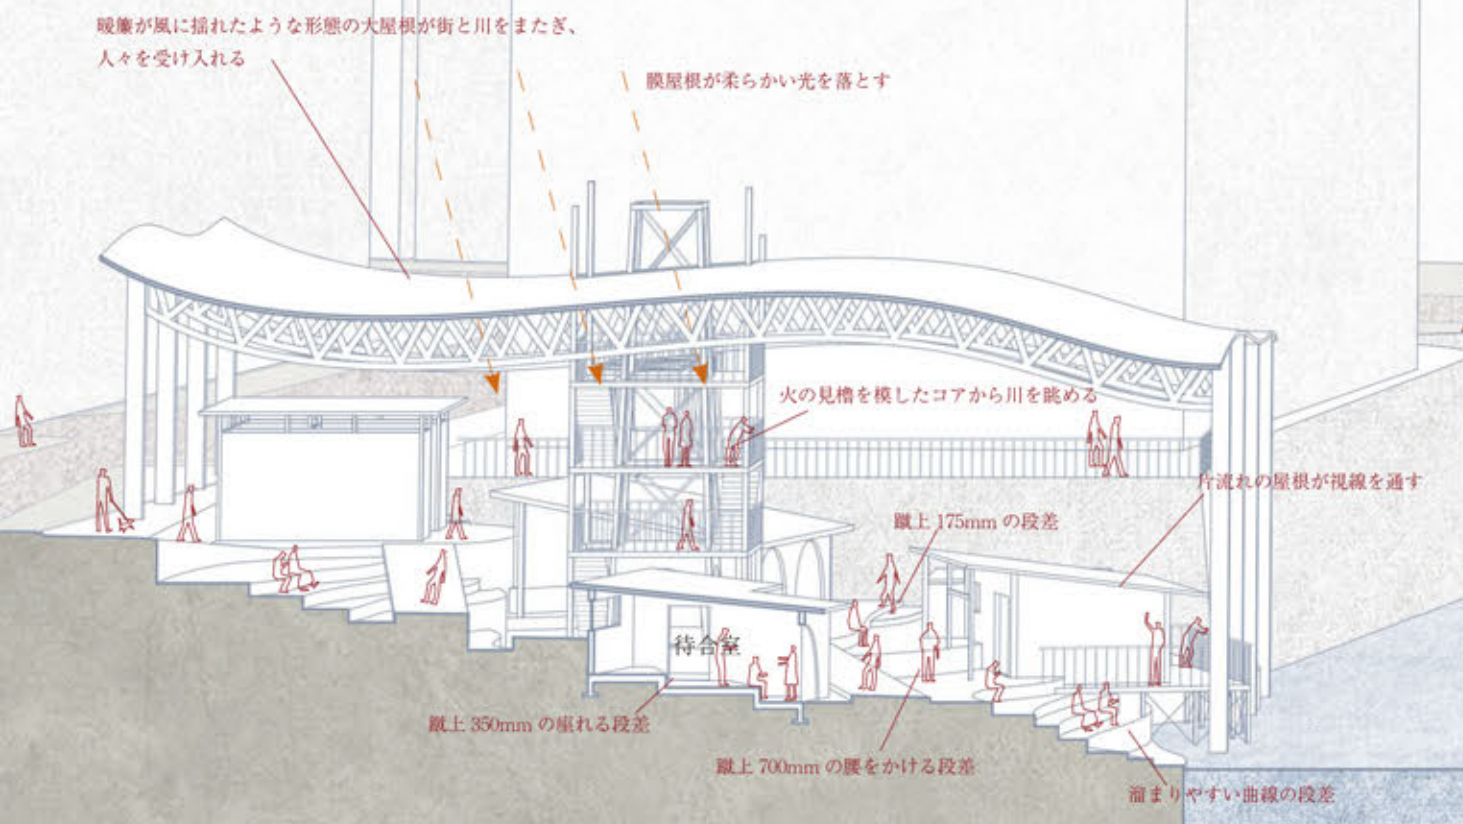 暖簾が風に揺れたような形態の大屋根が街と川をまたぎ、
人々を受け入れる
膜屋根が柔らかい光を落とす
火の見櫓を模したコアから川を眺める
片流れの屋根が視線を通す
蹴上 175mm の段差
待合室
蹴上 350mm の座れる段差
蹴上 700mm の腰をかける段差
溜まりやすい曲線の段差